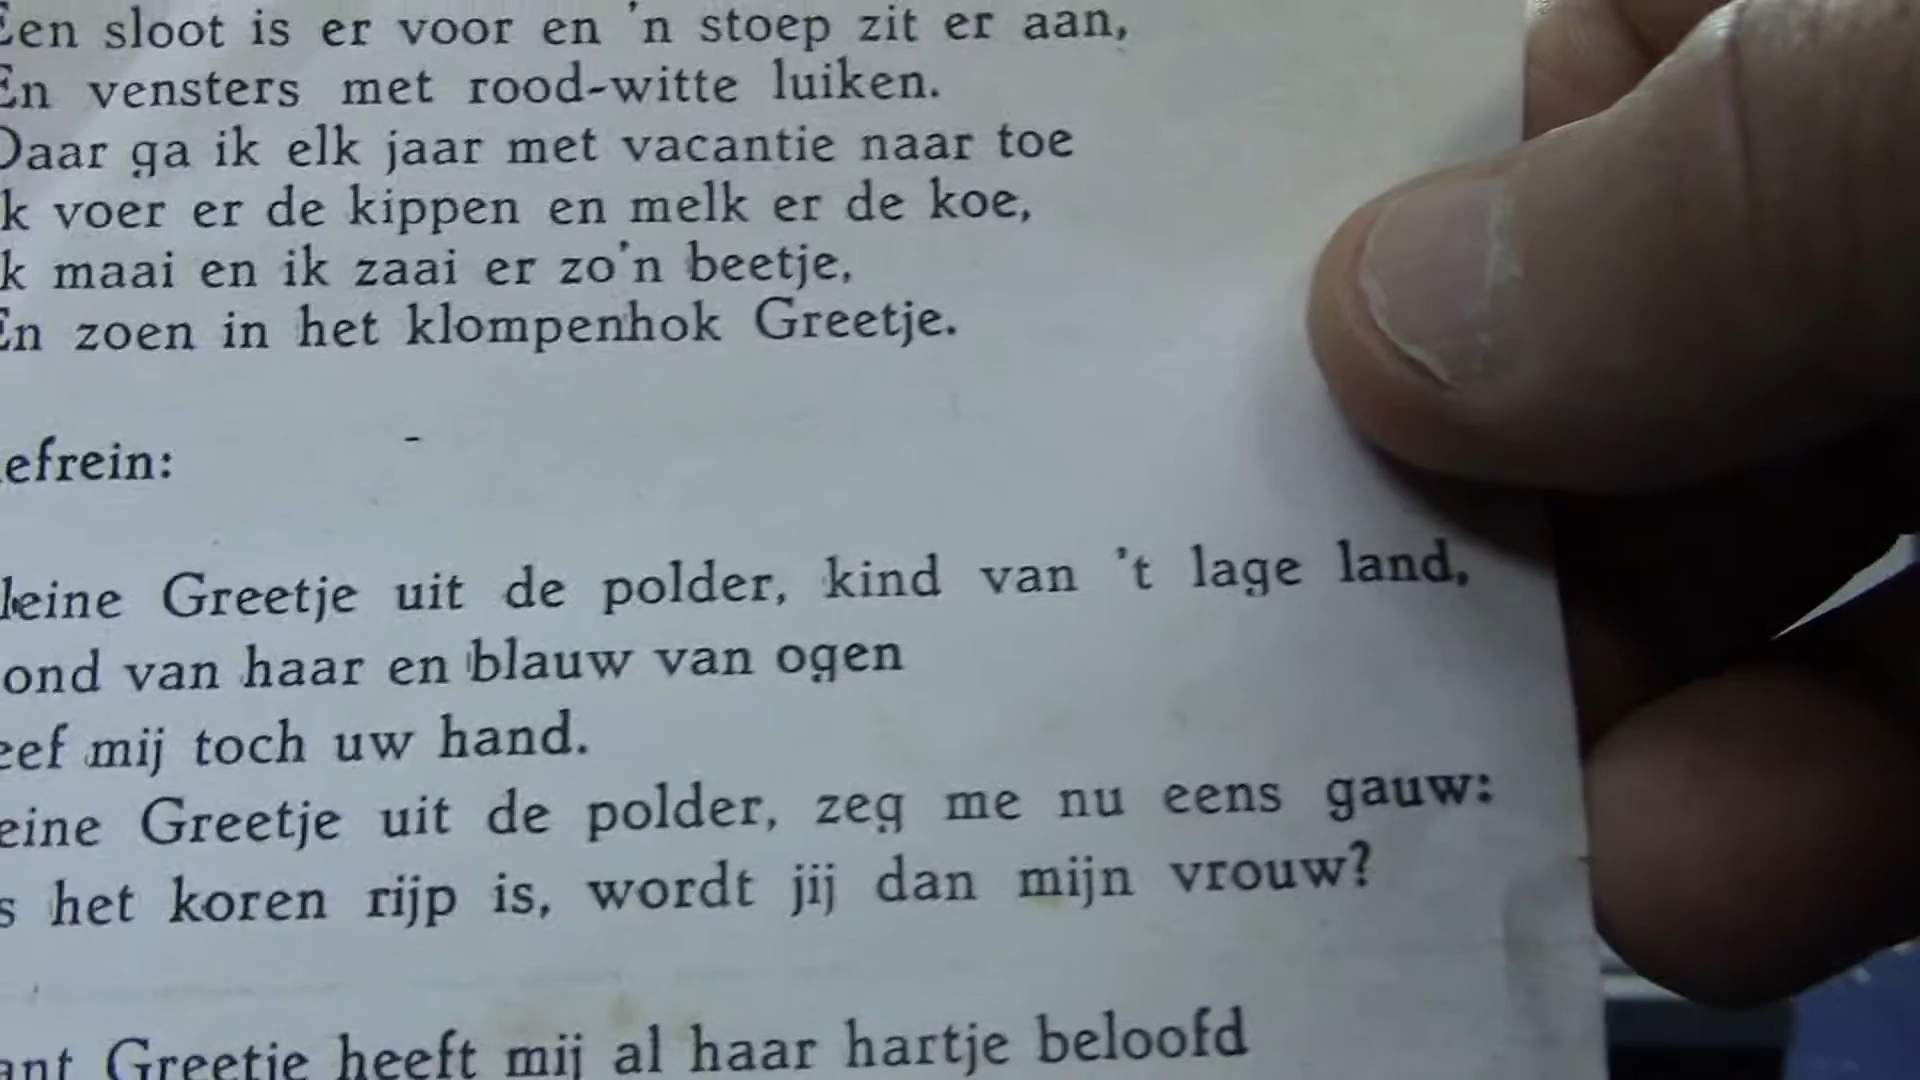 Een sloot is er voor en 'n stoep zit er aan,
En vensters met rood-witte luiken.
Daar ga ik elk jaar met vacantie naar toe
k voer er de kippen en melk er de koe,
k maai en ik zaai er zo'n beetje,
En zoen in het klompenhok Greetje.
efrein:
leine Greetje uit de polder, kind van 't lage land,
ond van haar en blauw van ogen
eef mij toch uw hand.
eine Greetje uit de polder, zeg me nu eens gauw:
s het koren rijp is, wordt jij dan mijn vrouw?
ant Greetje heeft mij al haar hartje beloofd